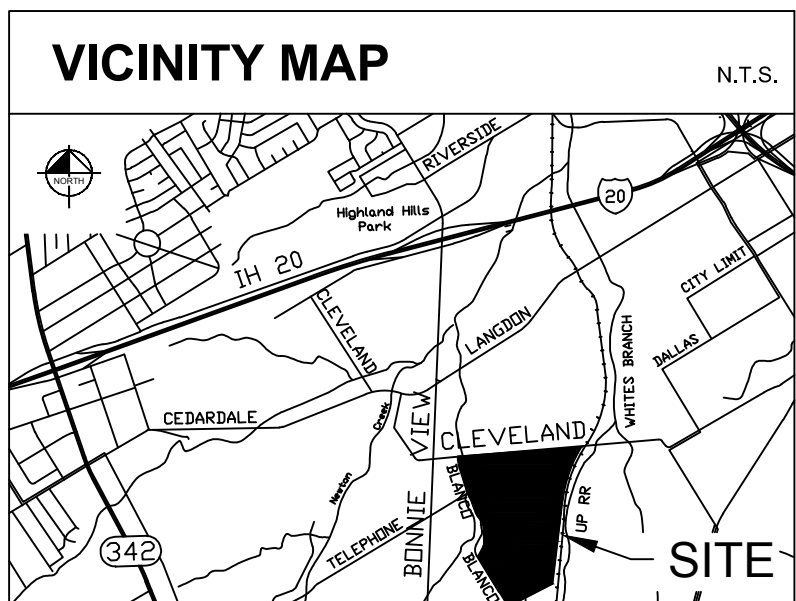 VICINITY MAP
N.T.S.
NORTH
RIVERSIDE
20
Highland Hills
Park
IH 20
CITY LIMIT
CLEVELAND
LANGDON
DALLAS
WHITES BRANCH
CEDARDALE
Creek
VIEW
CLEVELAND
BLANCO
Newton
UP RR
BONNIE
TELEPHONE
342
SITE
BLANCO